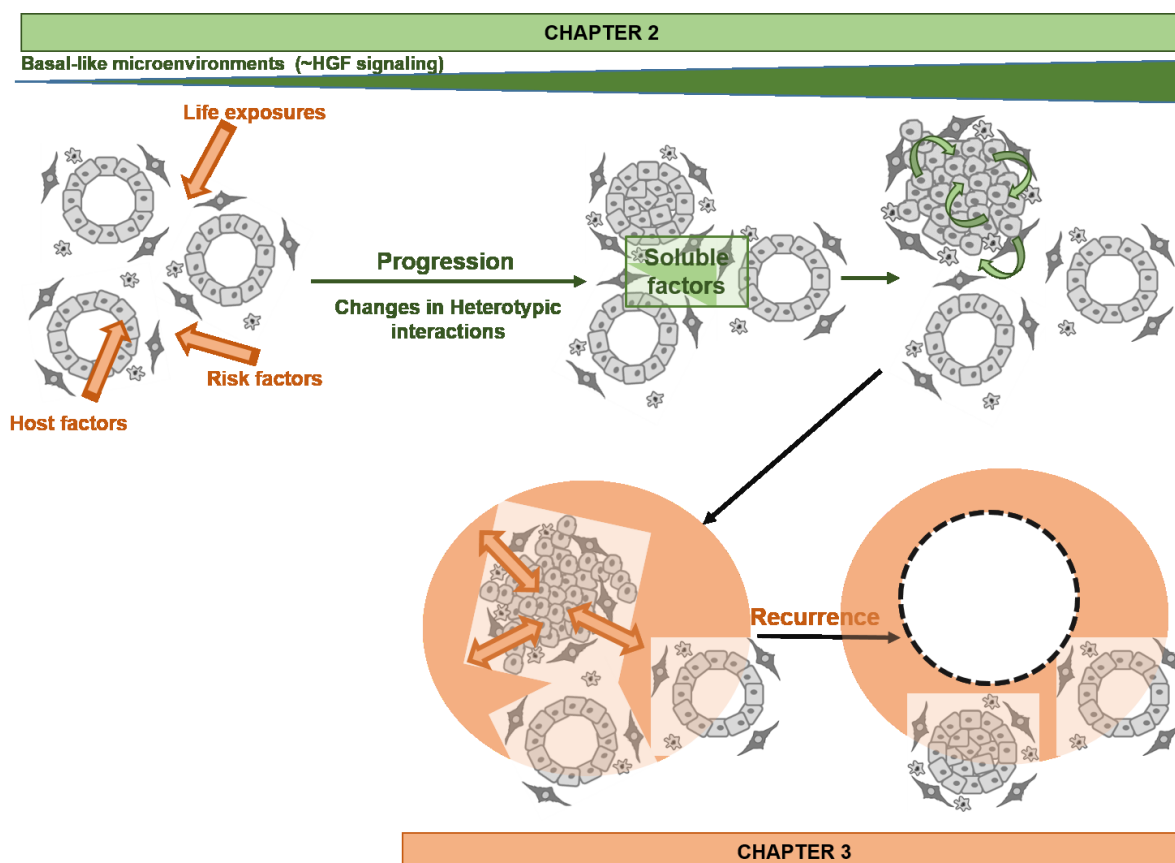 CHAPTER 2
Basal-like microenvironments (~HGF signaling)
Life exposures
Progression
Changes in Heterotypic
interactions
Soluble
factors
Risk factors
Host factors
Recurrence
CHAPTER 3